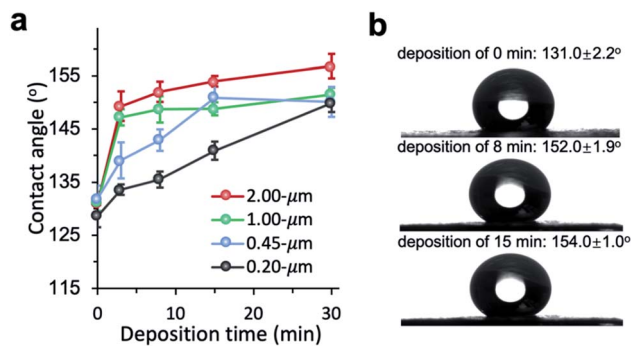 a
Contact angle (°)
155
145
135
125
115
0
10
20
30
Deposition time (min)
2.00-μm
1.00-μm
0.45-μm
0.20-μm
b
deposition of 0 min: 131.0±2.2°
deposition of 8 min: 152.0±1.9°
deposition of 15 min: 154.0±1.0°